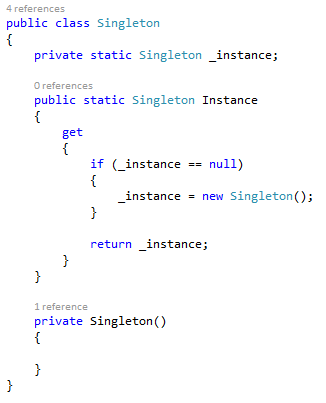 4 references
public class Singleton
{
    private static Singleton _instance;
    0 references
    public static Singleton Instance
    {
        get
        {
            if (_instance == null)
            {
                _instance = new Singleton();
            }
            return _instance;
        }
    }
    1 reference
    private Singleton()
    {
    }
}